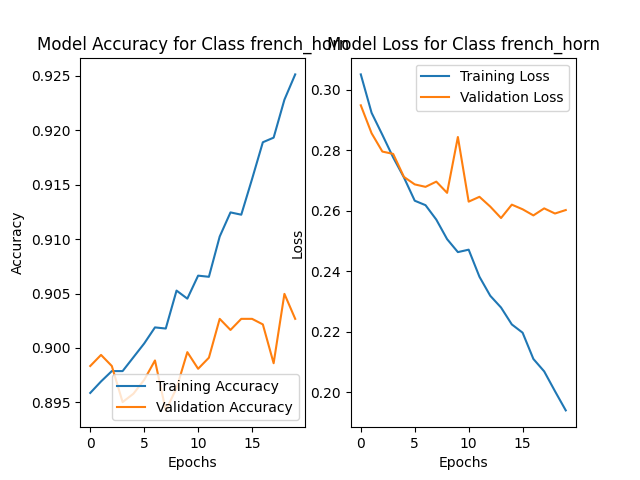 Model Accuracy for Class french_horn
0.925
0.920
0.915
0.910
0.905
0.900
0.895
Accuracy
Training Accuracy
Validation Accuracy
0
5
10
15
Epochs
Model Loss for Class french_horn
0.30
0.28
0.26
0.24
0.22
0.20
Loss
Training Loss
Validation Loss
0
5
10
15
Epochs